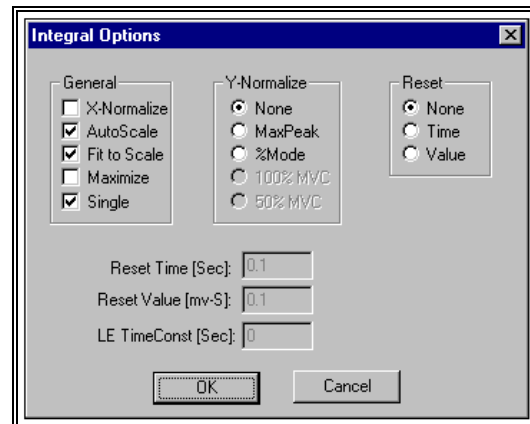 Integral Options
General
X-Normalize
AutoScale
Fit to Scale
Maximize
Single
Y-Normalize
None
MaxPeak
%Mode
100% MVC
50% MVC
Reset
None
Time
Value
Reset Time [Sec]: 0.1
Reset Value [mv-S]: 0.1
LE TimeConst [Sec]: 0
OK
Cancel